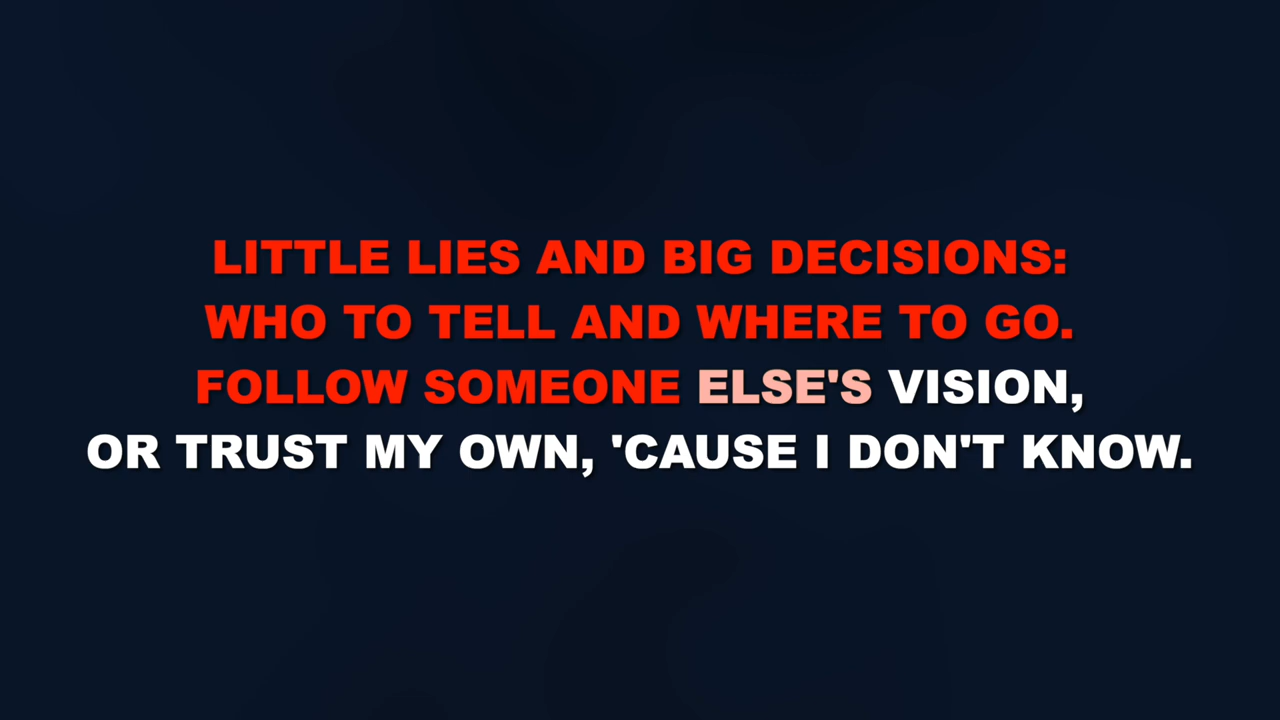 LITTLE LIES AND BIG DECISIONS:
WHO TO TELL AND WHERE TO GO.
FOLLOW SOMEONE ELSE'S VISION,
OR TRUST MY OWN, 'CAUSE I DON'T KNOW.